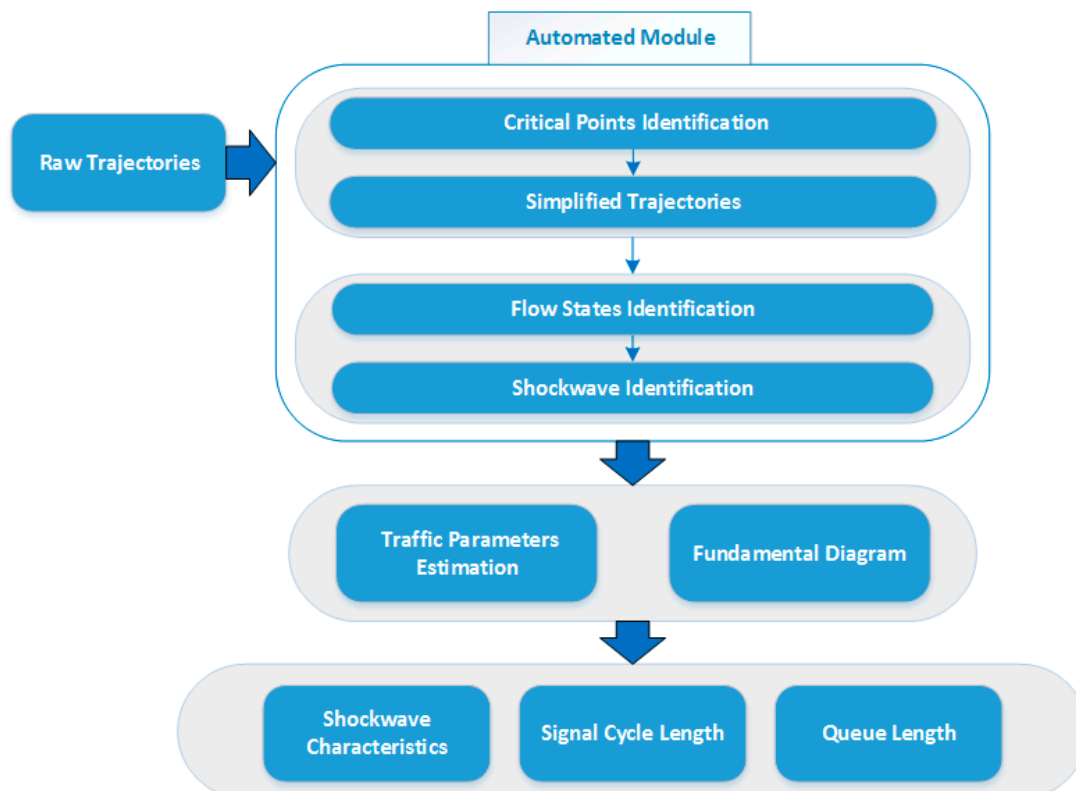 Automated Module
Raw Trajectories
Critical Points Identification
Simplified Trajectories
Flow States Identification
Shockwave Identification
Traffic Parameters
Estimation
Fundamental Diagram
Shockwave
Characteristics
Signal Cycle Length
Queue Length